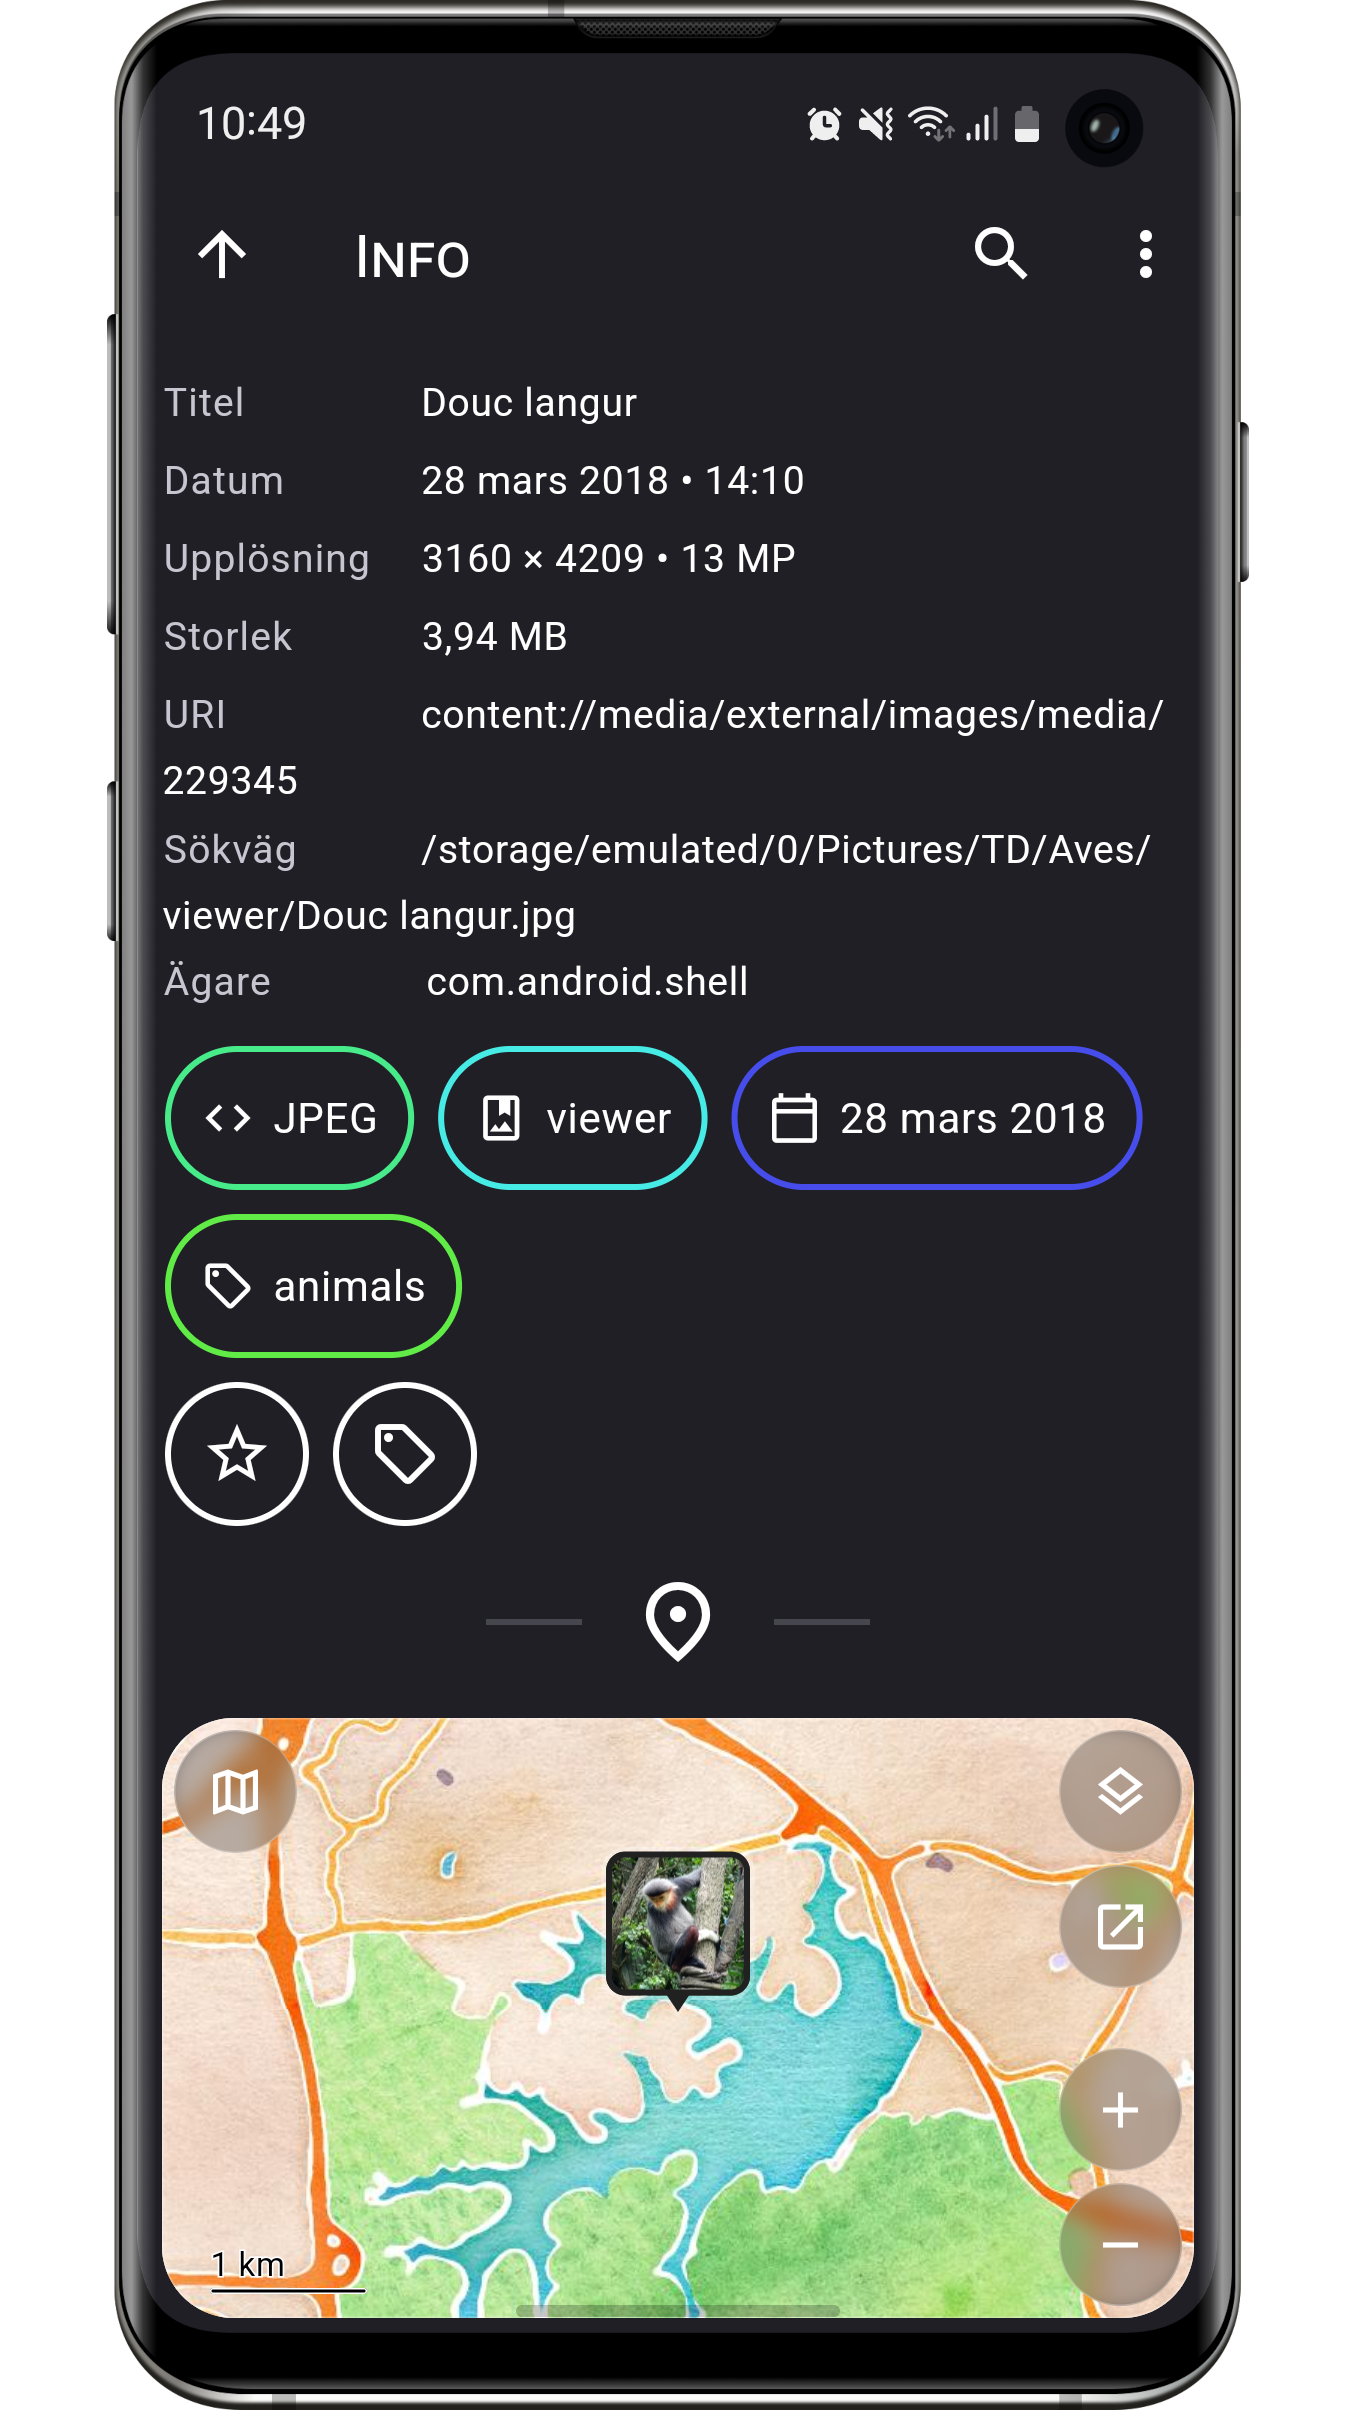 10:49
INFO
Titel Douc langur
Datum 28 mars 2018 • 14:10
Upplösning 3160 × 4209 • 13 MP
Storlek 3,94 MB
URI content://media/external/images/media/
229345
Sökväg /storage/emulated/0/Pictures/TD/Aves/
viewer/Douc langur.jpg
Ägare com.android.shell
JPEG viewer 28 mars 2018
animals
1 km